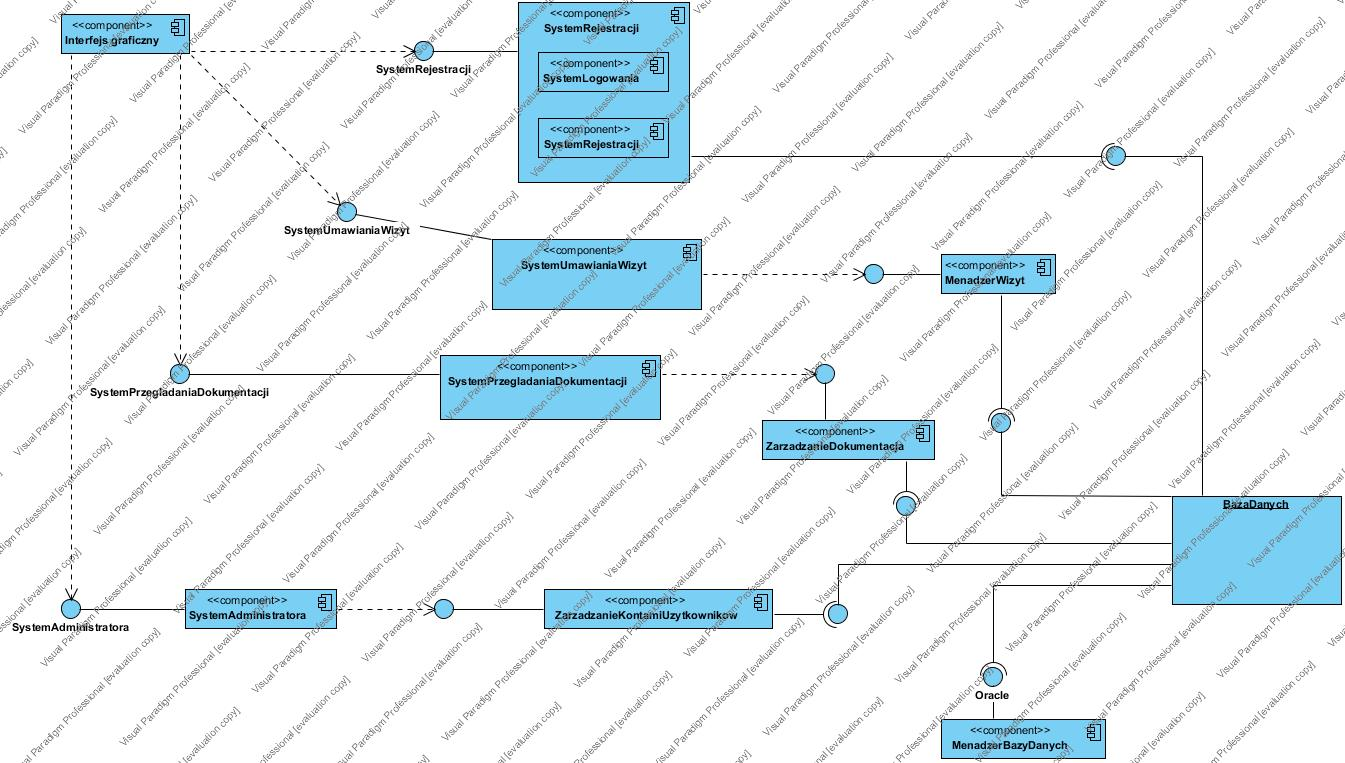 <<component>>
Interfejs graficzny
<<component>>
SystemRejestracji
<<component>>
SystemLogowania
<<component>>
SystemRejestracji
SystemRejestracji
SystemUmawianiaWizyt
<<component>>
SystemUmawianiaWizyt
<<component>>
MenadzerWizyt
<<component>>
SystemPrzegladaniaDokumentacji
SystemPrzegladaniaDokumentacji
<<component>>
ZarzadzanieDokumentacja
BazaDanych
<<component>>
SystemAdministratora
SystemAdministratora
<<component>>
ZarzadzanieKontamiUzytkownikow
Oracle
<<component>>
MenadzerBazyDanych
Visual Paradigm Professional [evaluation copy]